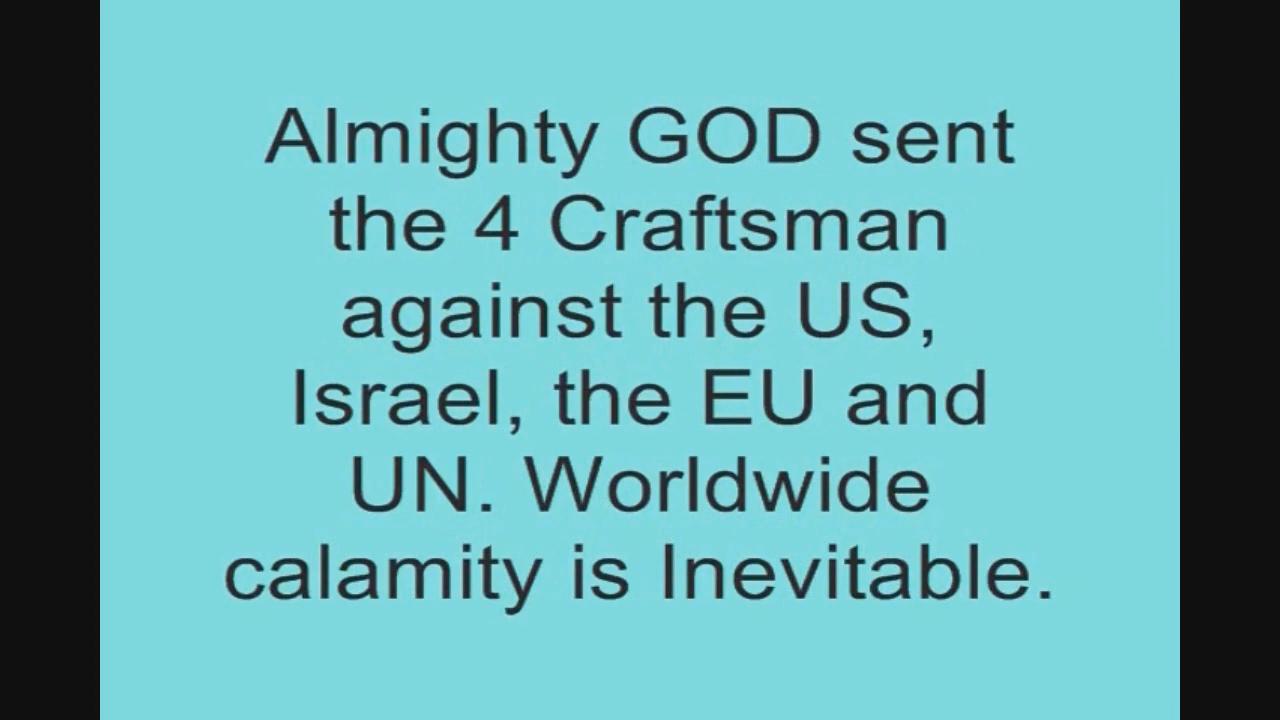 Almighty GOD sent
the 4 Craftsman
against the US,
Israel, the EU and
UN. Worldwide
calamity is Inevitable.